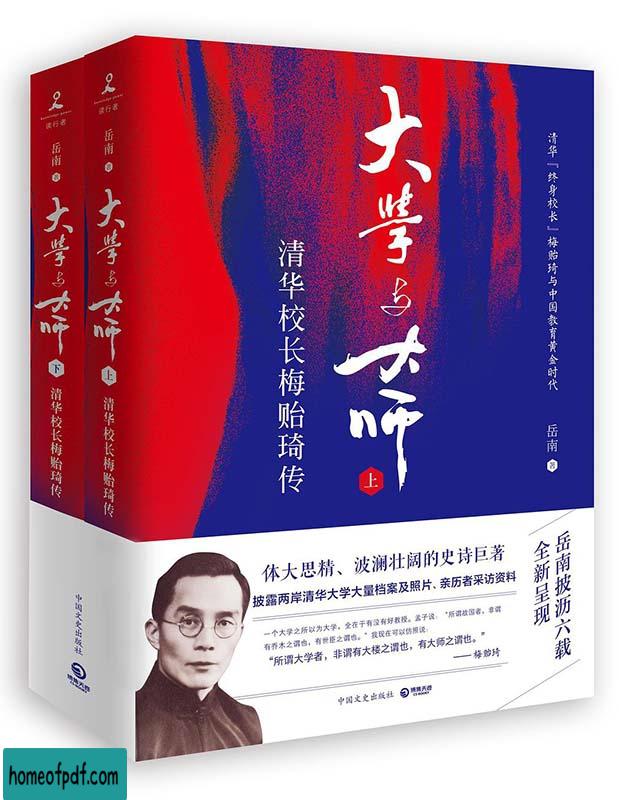 读行者
岳南 著
大学与大师
下
清华校长梅贻琦传
中国文史出版社
读行者
岳南 著
大学与大师
上
清华校长梅贻琦传
清华“终身校长”梅贻琦与中国教育黄金时代
岳南 著
大学与大师
上
清华校长梅贻琦传
体大思精、波澜壮阔的史诗巨著
披露两岸清华大学大量档案及照片、亲历者采访资料
一个大学之所以为大学，全在于有没有好教授。孟子说：“所谓故国者，非谓
有乔木之谓也，有世臣之谓也。”我现在可以仿照说：
“所谓大学者，非谓有大楼之谓也，有大师之谓也。”
——梅贻琦
中国文史出版社
博集天卷
CS-BOOKY
岳南披沥六载
全新呈现
homeofpdf.com